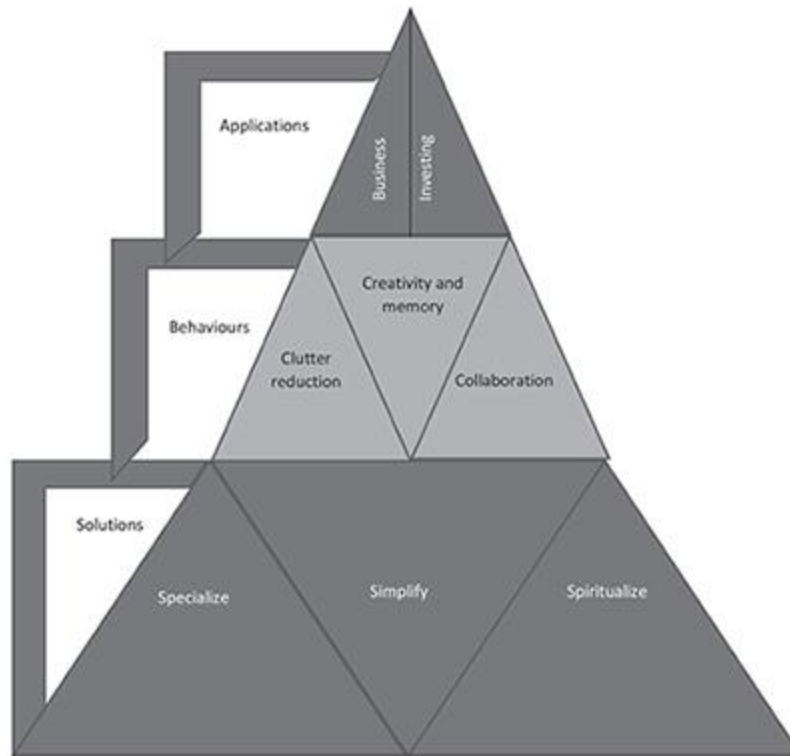 Applications
Business
Investing
Behaviours
Creativity and
memory
Clutter
reduction
Collaboration
Solutions
Specialize
Simplify
Spiritualize